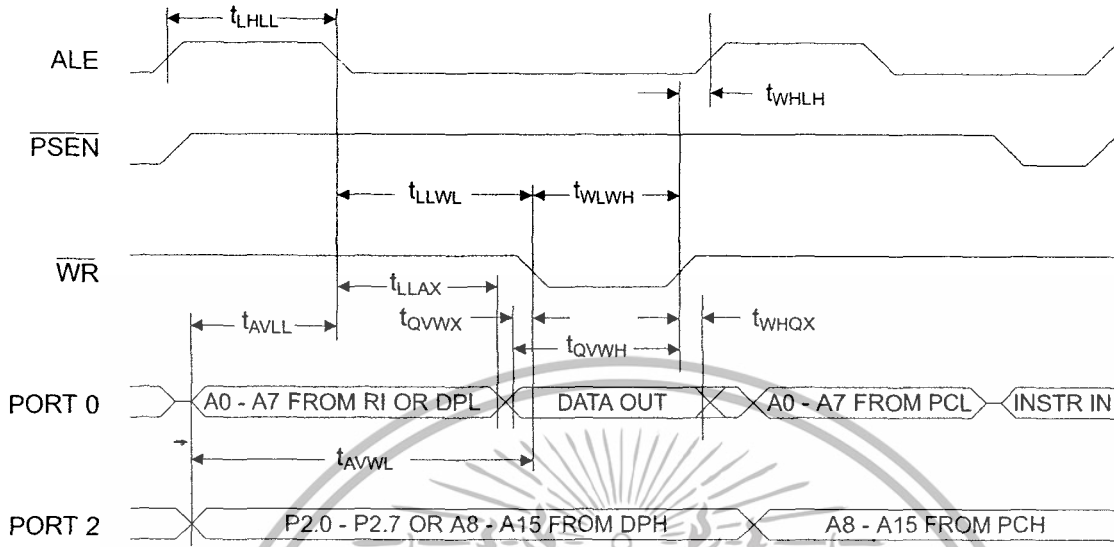 tLHLL
ALE
tWHLH
PSEN
tLLWL
tWLWH
WR
tLLAX
tAVLL
tQVWX
tWHQX
tQVWH
PORT 0
A0 - A7 FROM RI OR DPL
DATA OUT
A0 - A7 FROM PCL
INSTR IN
tAVWL
PORT 2
P2.0 - P2.7 OR A8 - A15 FROM DPH
A8 - A15 FROM PCH